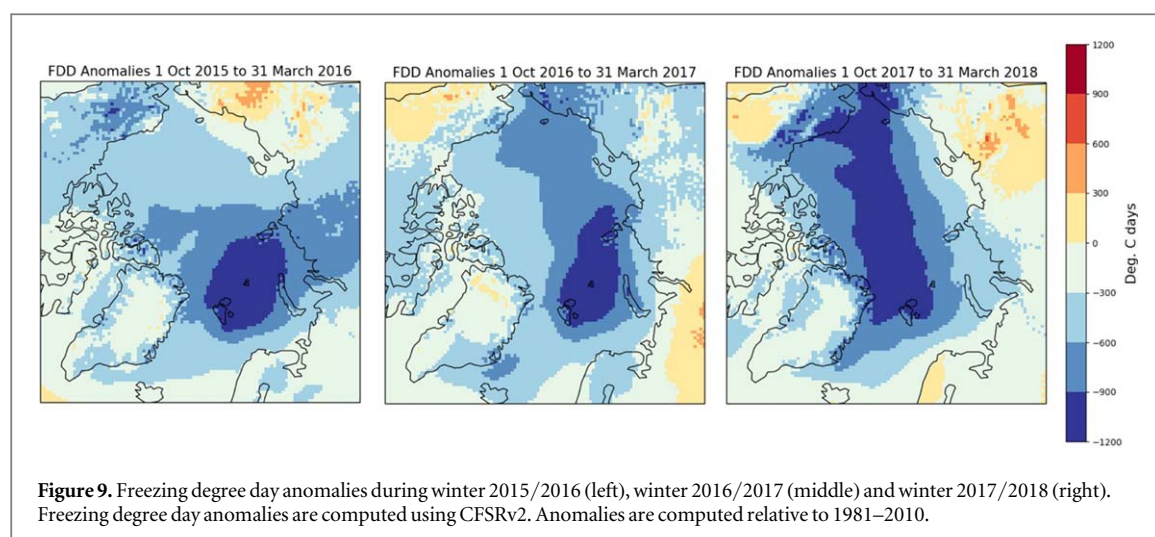 FDD Anomalies 1 Oct 2015 to 31 March 2016
FDD Anomalies 1 Oct 2016 to 31 March 2017
FDD Anomalies 1 Oct 2017 to 31 March 2018
1200
900
600
300
0
−300
−600
−900
−1200
Deg. C days
Figure 9. Freezing degree day anomalies during winter 2015/2016 (left), winter 2016/2017 (middle) and winter 2017/2018 (right).
Freezing degree day anomalies are computed using CFSRv2. Anomalies are computed relative to 1981–2010.